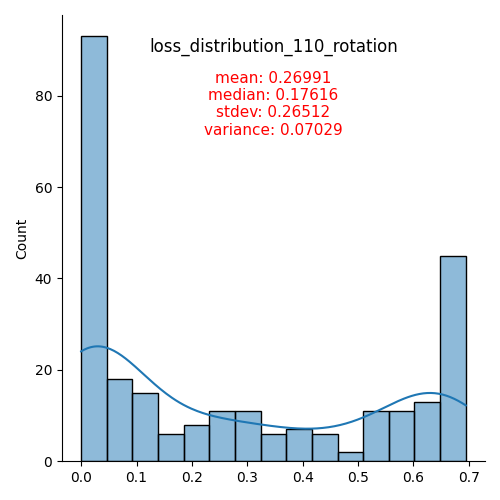 loss_distribution_110_rotation
mean: 0.26991
median: 0.17616
stdev: 0.26512
variance: 0.07029
Count
80
60
40
20
0
0.0 0.1 0.2 0.3 0.4 0.5 0.6 0.7